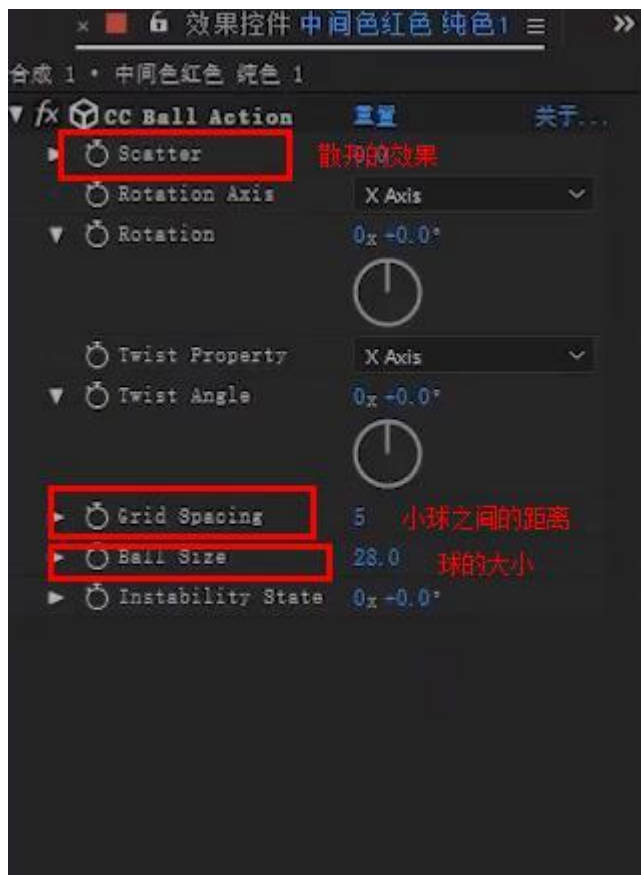 效果控件 中间色红色 纯色1
合成 1 • 中间色红色 纯色 1
fx CC Ball Action 重置 关于...
Scatter 散开的效果
Rotation Axis X Axis
Rotation 0x +0.0°
Twist Property X Axis
Twist Angle 0x +0.0°
Grid Spacing 5 小球之间的距离
Ball Size 28.0 球的大小
Instability State 0x +0.0°